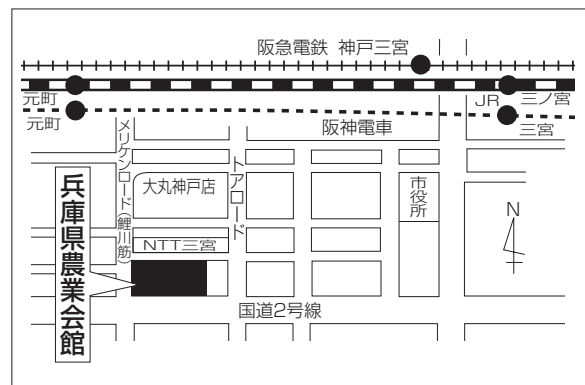 阪急電鉄 神戸三宮
元町
JR 三ノ宮
元町
阪神電車
三宮
メリケンロード(鯉川筋)
大丸神戸店
トアロード
市役所
N
NTT三宮
兵庫県農業会館
国道2号線